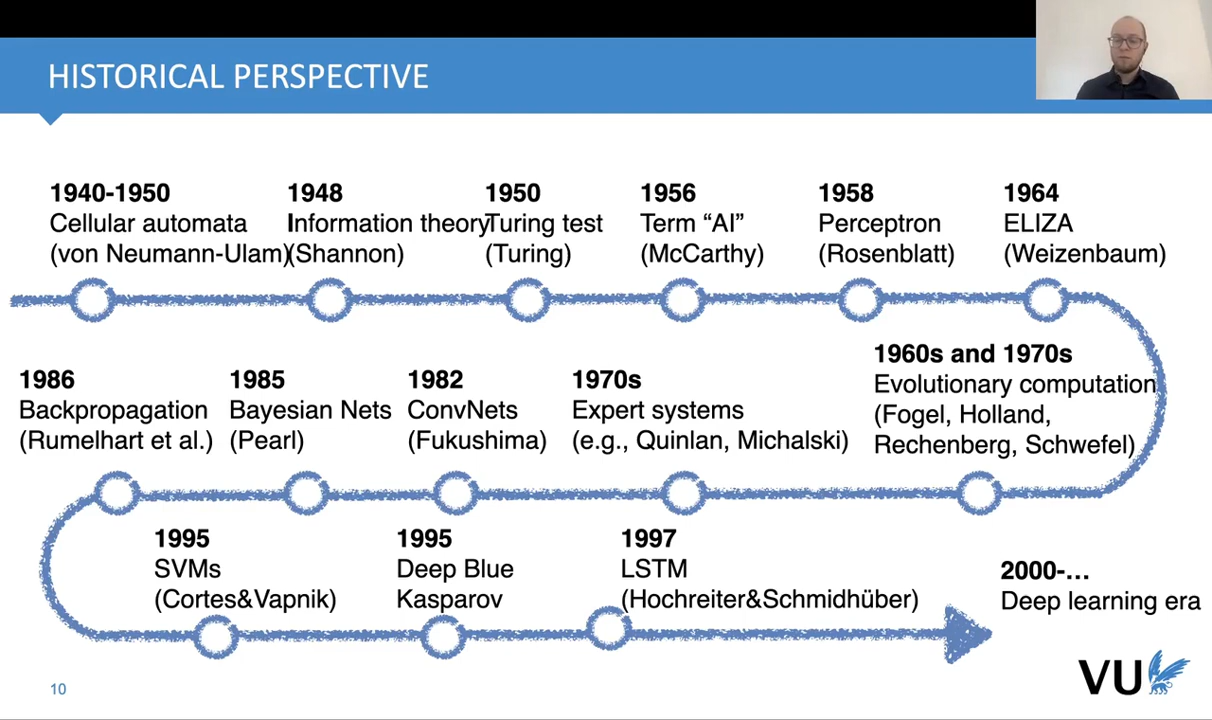 HISTORICAL PERSPECTIVE
1940-1950
Cellular automata
(von Neumann-Ulam)
1948
Information theory
(Shannon)
1950
Turing test
(Turing)
1956
Term “AI”
(McCarthy)
1958
Perceptron
(Rosenblatt)
1964
ELIZA
(Weizenbaum)
1960s and 1970s
Evolutionary computation
(Fogel, Holland,
Rechenberg, Schwefel)
1970s
Expert systems
(e.g., Quinlan, Michalski)
1982
ConvNets
(Fukushima)
1985
Bayesian Nets
(Pearl)
1986
Backpropagation
(Rumelhart et al.)
1995
SVMs
(Cortes&Vapnik)
1995
Deep Blue
Kasparov
1997
LSTM
(Hochreiter&Schmidhüber)
2000-...
Deep learning era
10
VU